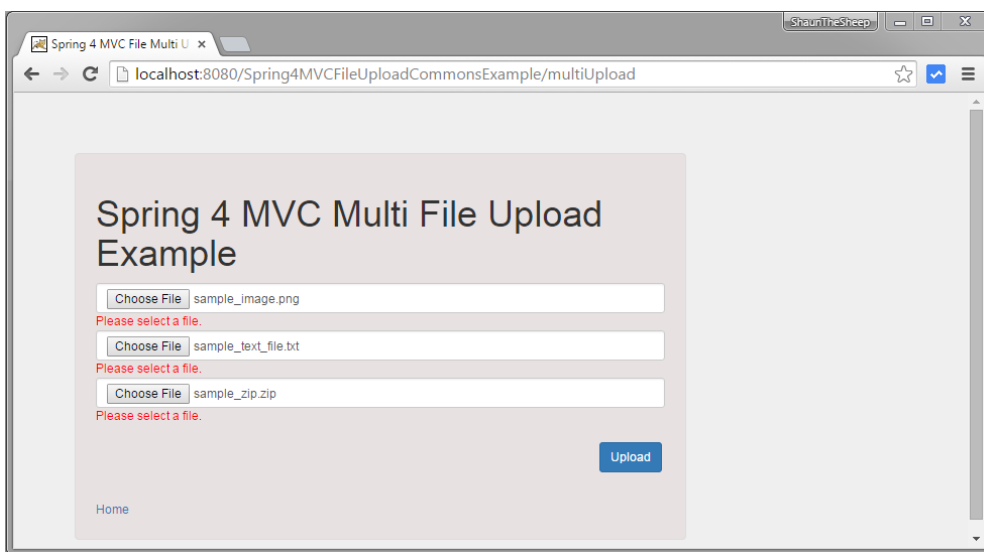 ShaunTheSheep
Spring 4 MVC File Multi U
localhost:8080/Spring4MVCFileUploadCommonsExample/multiUpload
Spring 4 MVC Multi File Upload
Example
Choose File sample_image.png
Please select a file.
Choose File sample_text_file.txt
Please select a file.
Choose File sample_zip.zip
Please select a file.
Upload
Home